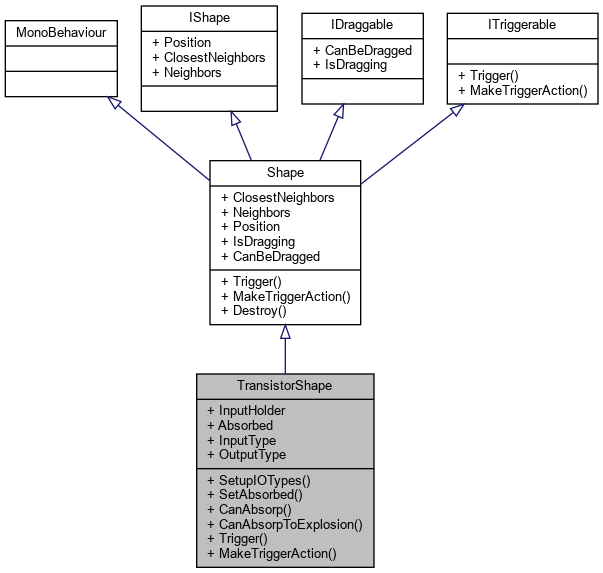 MonoBehaviour
IShape
+ Position
+ ClosestNeighbors
+ Neighbors
IDraggable
+ CanBeDragged
+ IsDragging
ITriggerable
+ Trigger()
+ MakeTriggerAction()
Shape
+ ClosestNeighbors
+ Neighbors
+ Position
+ IsDragging
+ CanBeDragged
+ Trigger()
+ MakeTriggerAction()
+ Destroy()
TransistorShape
+ InputHolder
+ Absorbed
+ InputType
+ OutputType
+ SetupIOTypes()
+ SetAbsorbed()
+ CanAbsorp()
+ CanAbsorpToExplosion()
+ Trigger()
+ MakeTriggerAction()